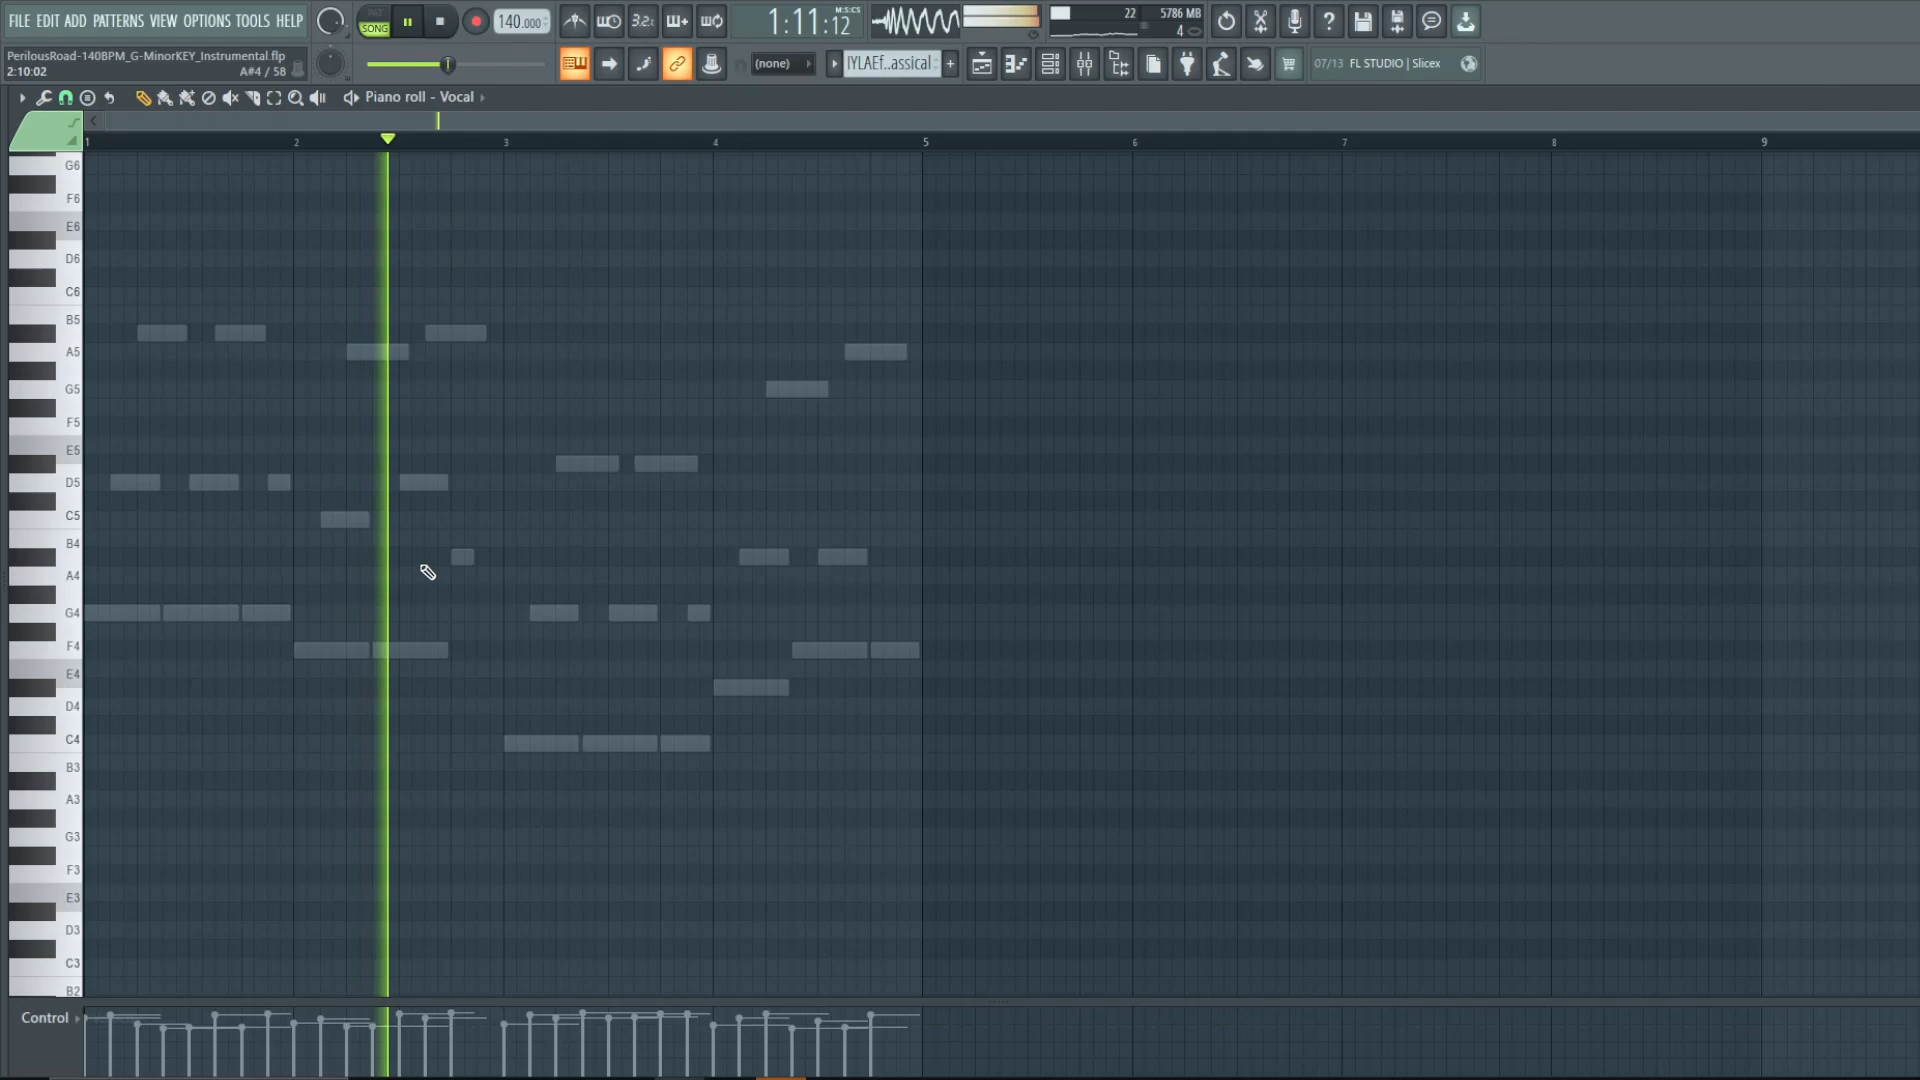 FILE EDIT ADD PATTERNS VIEW OPTIONS TOOLS HELP
SONG
140.000
3.2.
1:11:12
M:S:CS
22
5786 MB
4
PerilousRoad-140BPM_G-MinorKEY_Instrumental.flp
2:10:02
A#4 / 58
(none)
IYLAEf..assical
07/13 FL STUDIO | Slicex
Piano roll - Vocal
1 2 3 4 5 6 7 8 9
G6
F6
E6
D6
C6
B5
A5
G5
F5
E5
D5
C5
B4
A4
G4
F4
E4
D4
C4
B3
A3
G3
F3
E3
D3
C3
B2
Control